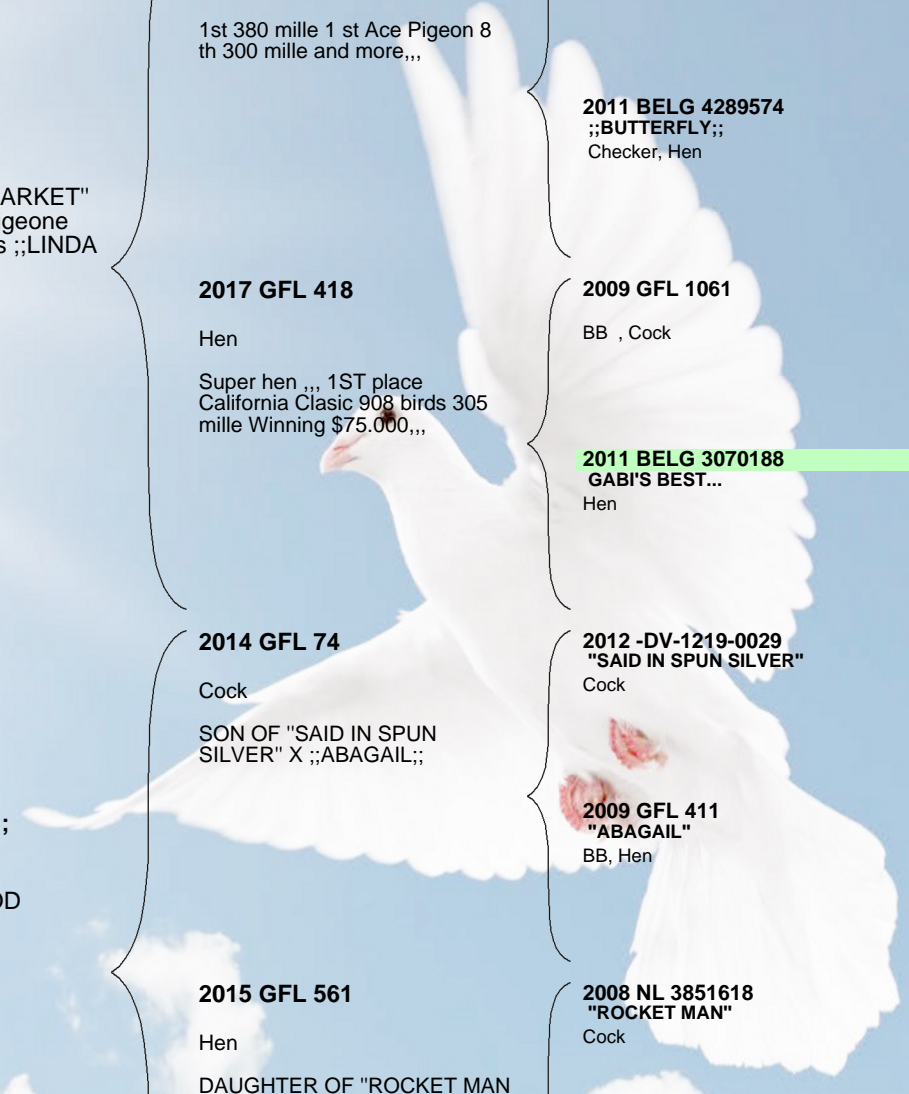 ARKET"
geone
s ;;LINDA
;
OD
1st 380 mille 1 st Ace Pigeon 8
th 300 mille and more,,,
2017 GFL 418
Hen
Super hen ,,, 1ST place
California Clasic 908 birds 305
mille Winning $75.000,,,
2014 GFL 74
Cock
SON OF "SAID IN SPUN
SILVER" X ;;ABAGAIL;;
2015 GFL 561
Hen
DAUGHTER OF "ROCKET MAN
2011 BELG 4289574
;;BUTTERFLY;;
Checker, Hen
2009 GFL 1061
BB , Cock
2011 BELG 3070188
GABI'S BEST...
Hen
2012 -DV-1219-0029
"SAID IN SPUN SILVER"
Cock
2009 GFL 411
"ABAGAIL"
BB, Hen
2008 NL 3851618
"ROCKET MAN"
Cock